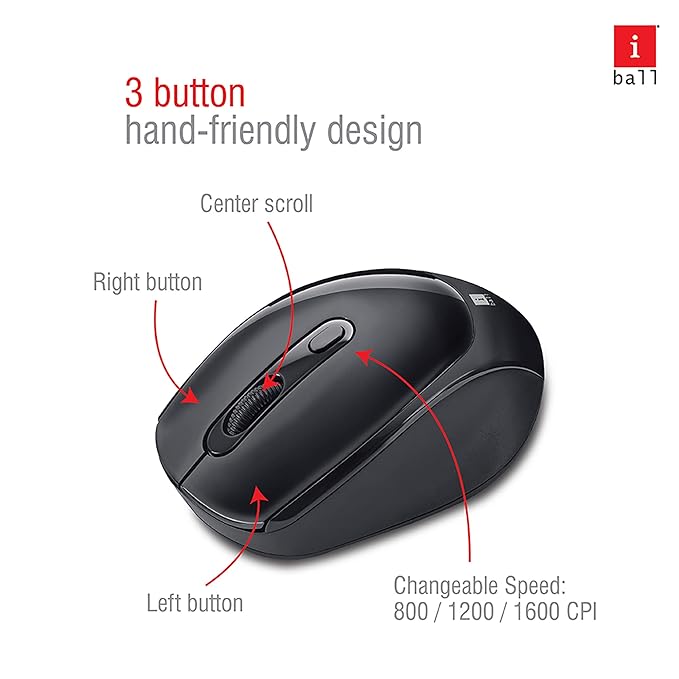 i
ball
3 button
hand-friendly design
Center scroll
Right button
Left button
Changeable Speed:
800 / 1200 / 1600 CPI